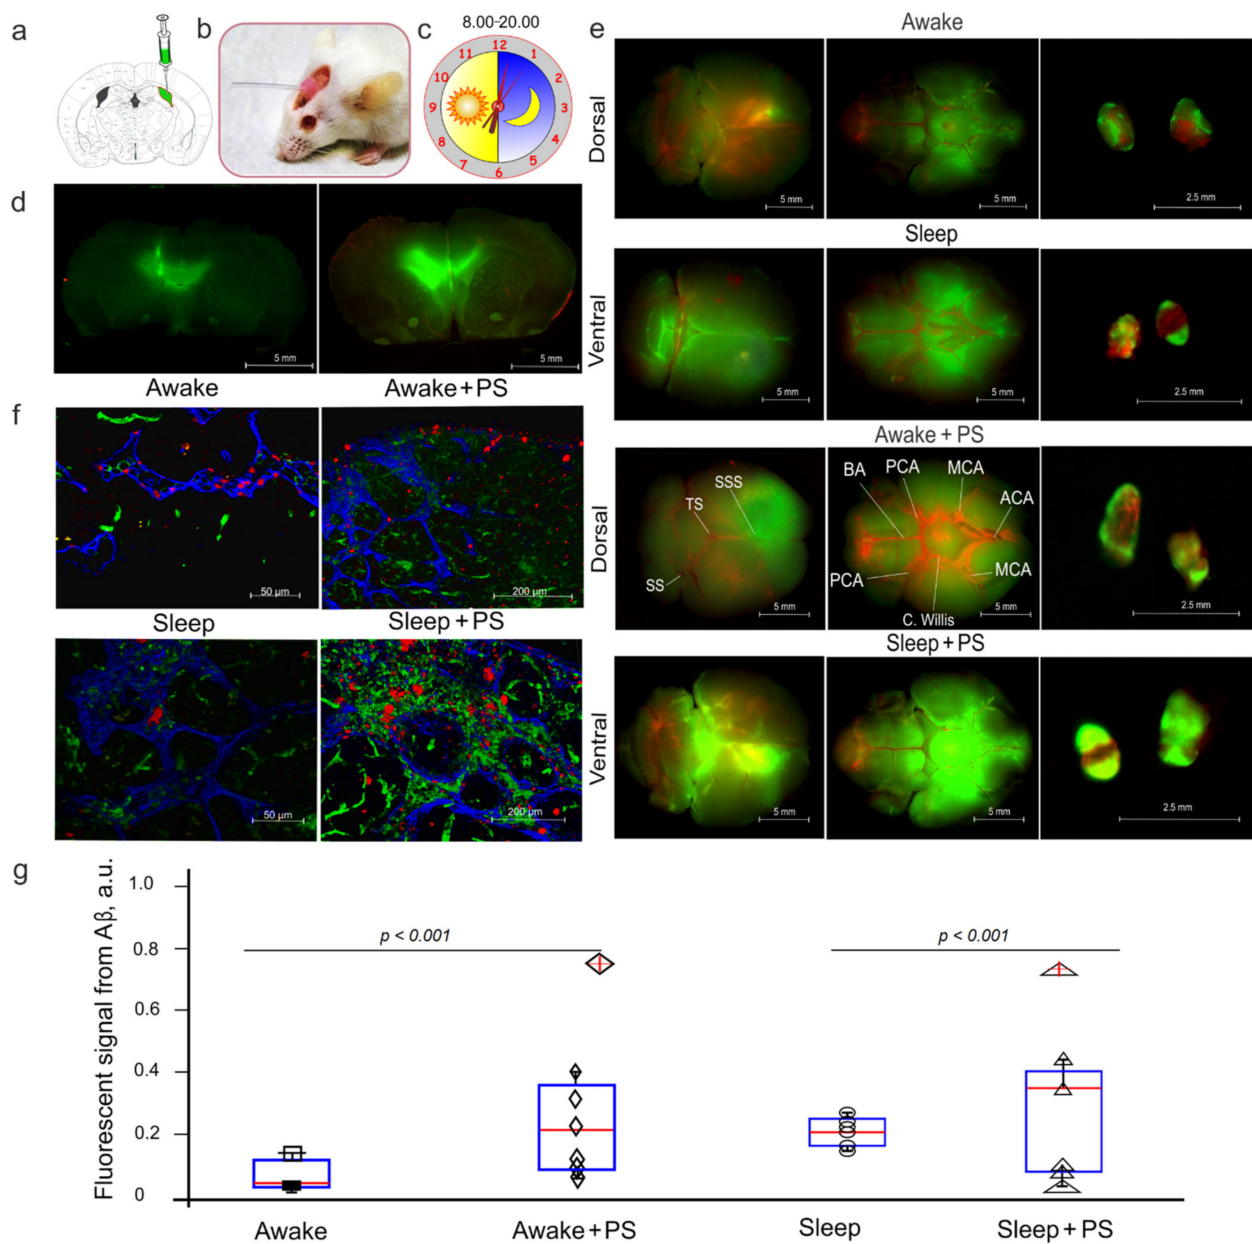 a
b
c
8.00-20.00
12
1
2
3
4
5
6
7
8
9
10
11
d
5 mm
5 mm
Awake
Awake + PS
e
Awake
Dorsal
5 mm
5 mm
2.5 mm
Sleep
Ventral
5 mm
5 mm
2.5 mm
Awake + PS
Dorsal
SSS
TS
SS
5 mm
BA
PCA
MCA
ACA
PCA
MCA
C. Willis
5 mm
2.5 mm
Sleep + PS
Ventral
5 mm
5 mm
2.5 mm
f
50 µm
200 µm
Sleep
Sleep + PS
50 µm
200 µm
g
Fluorescent signal from Aβ, a.u.
1.0
0.8
0.6
0.4
0.2
0
p < 0.001
p < 0.001
Awake
Awake + PS
Sleep
Sleep + PS